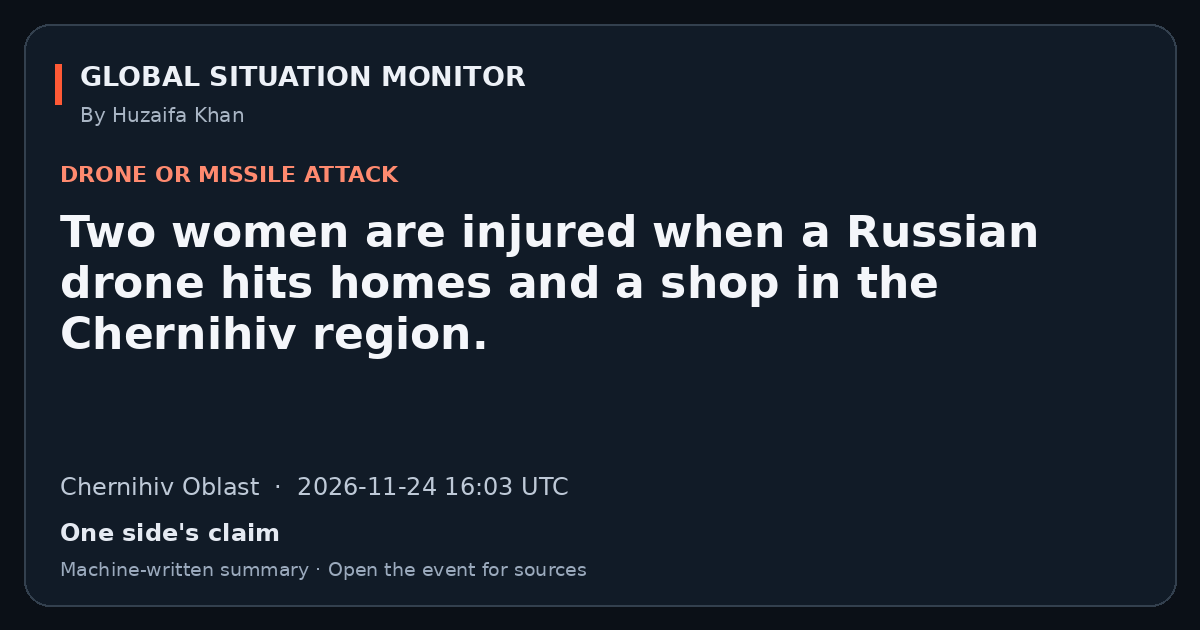 GLOBAL SITUATION MONITOR
By Huzaifa Khan
DRONE OR MISSILE ATTACK
Two women are injured when a Russian
drone hits homes and a shop in the
Chernihiv region.
Chernihiv Oblast · 2026-11-24 16:03 UTC
One side's claim
Machine-written summary · Open the event for sources